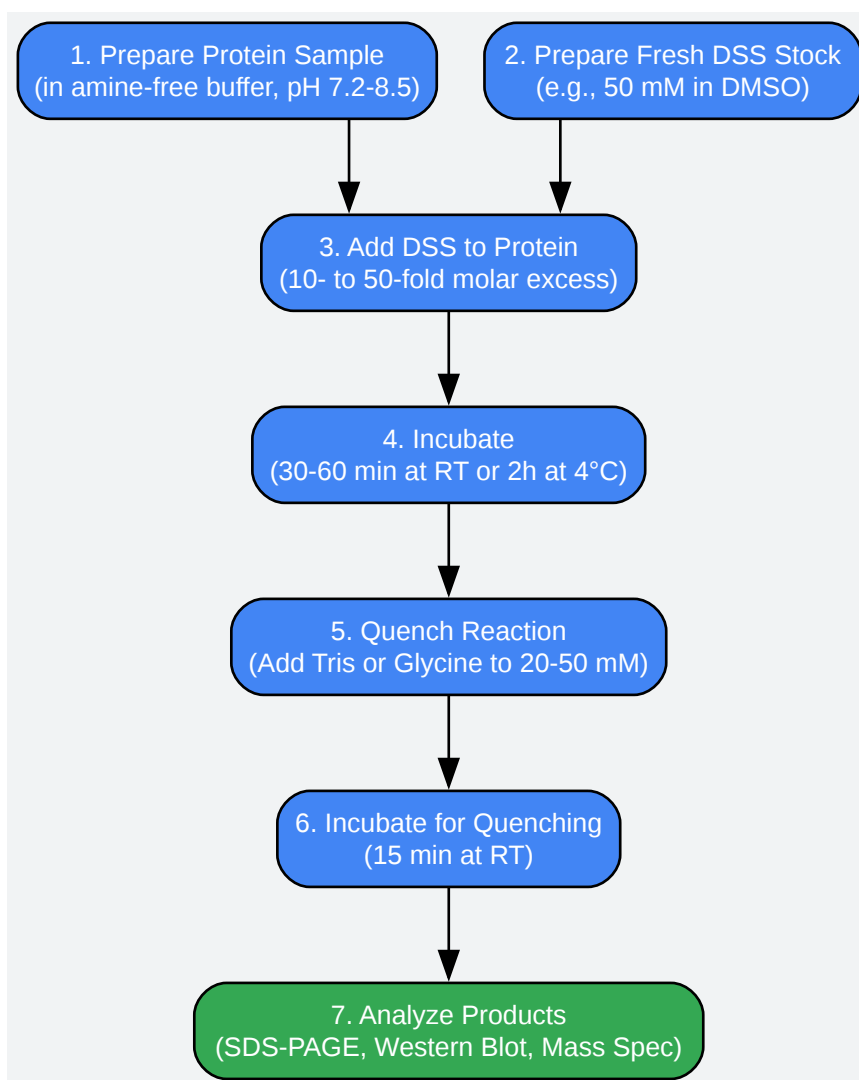 1. Prepare Protein Sample
(in amine-free buffer, pH 7.2-8.5)
2. Prepare Fresh DSS Stock
(e.g., 50 mM in DMSO)
3. Add DSS to Protein
(10- to 50-fold molar excess)
4. Incubate
(30-60 min at RT or 2h at 4°C)
5. Quench Reaction
(Add Tris or Glycine to 20-50 mM)
6. Incubate for Quenching
(15 min at RT)
7. Analyze Products
(SDS-PAGE, Western Blot, Mass Spec)